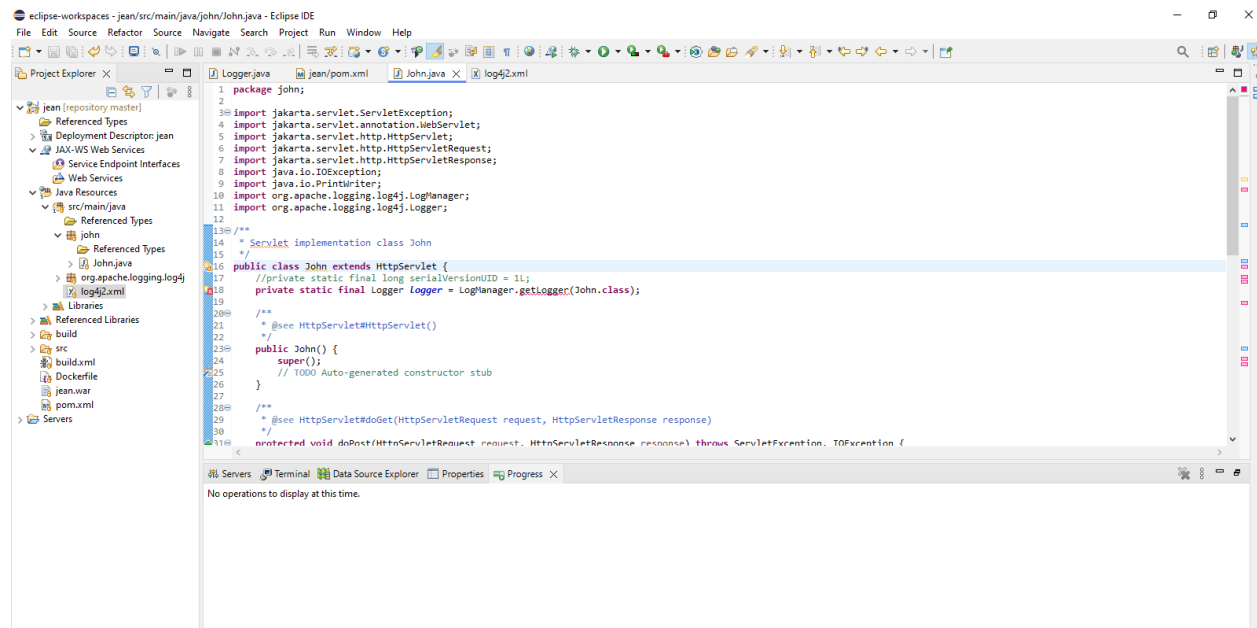 eclipse-workspaces - jean/src/main/java/john/John.java - Eclipse IDE
File Edit Source Refactor Source Navigate Search Project Run Window Help
Project Explorer
Logger.java jean/pom.xml John.java log4j2.xml
jean [repository master]
Referenced Types
Deployment Descriptor: jean
JAX-WS Web Services
Service Endpoint Interfaces
Web Services
Java Resources
src/main/java
Referenced Types
john
Referenced Types
John.java
org.apache.logging.log4j
log4j2.xml
Libraries
Referenced Libraries
build
src
build.xml
Dockerfile
jean.war
pom.xml
Servers
1 package john;
2
3 import jakarta.servlet.ServletException;
4 import jakarta.servlet.annotation.WebServlet;
5 import jakarta.servlet.http.HttpServlet;
6 import jakarta.servlet.http.HttpServletRequest;
7 import jakarta.servlet.http.HttpServletResponse;
8 import java.io.IOException;
9 import java.io.PrintWriter;
10 import org.apache.logging.log4j.LogManager;
11 import org.apache.logging.log4j.Logger;
12
13 /**
14 * Servlet implementation class John
15 */
16 public class John extends HttpServlet {
17 //private static final long serialVersionUID = 1L;
18 private static final Logger logger = LogManager.getLogger(John.class);
19
20 /**
21 * @see HttpServlet#HttpServlet()
22 */
23 public John() {
24 super();
25 // TODO Auto-generated constructor stub
26 }
27
28 /**
29 * @see HttpServlet#doGet(HttpServletRequest request, HttpServletResponse response)
30 */
31 protected void doPost(HttpServletRequest request, HttpServletResponse response) throws ServletException, IOException {
Servers Terminal Data Source Explorer Properties Progress
No operations to display at this time.